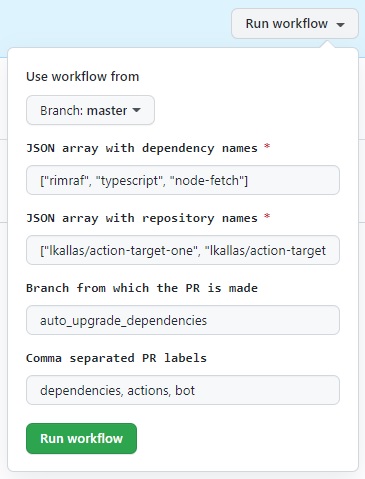 Run workflow
Use workflow from
Branch: master
JSON array with dependency names *
["rimraf", "typescript", "node-fetch"]
JSON array with repository names *
["lkallas/action-target-one", "lkallas/action-target
Branch from which the PR is made
auto_upgrade_dependencies
Comma separated PR labels
dependencies, actions, bot
Run workflow